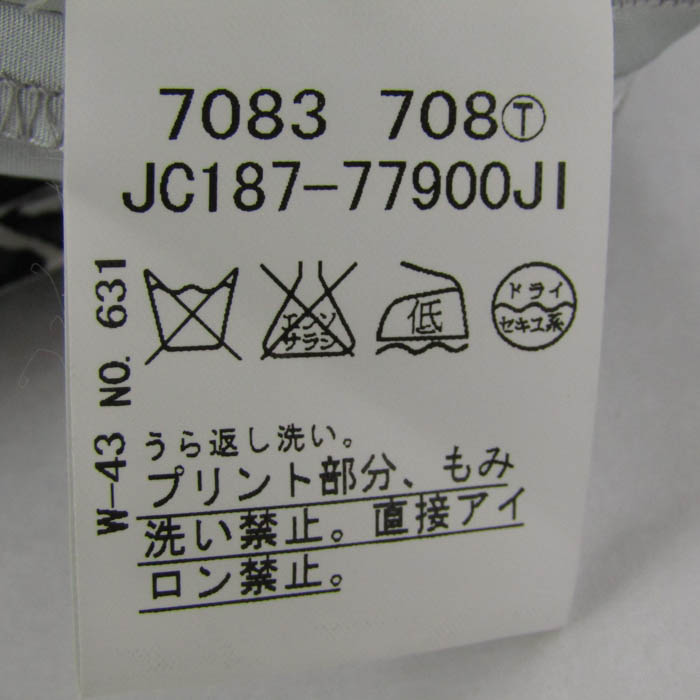 7083 708Ⓣ
JC187-77900JI
エンソ
サラシ
低
ドライ
セキユ系
W-43 NO. 631
うら返し洗い。
プリント部分、もみ
洗い禁止。直接アイ
ロン禁止。